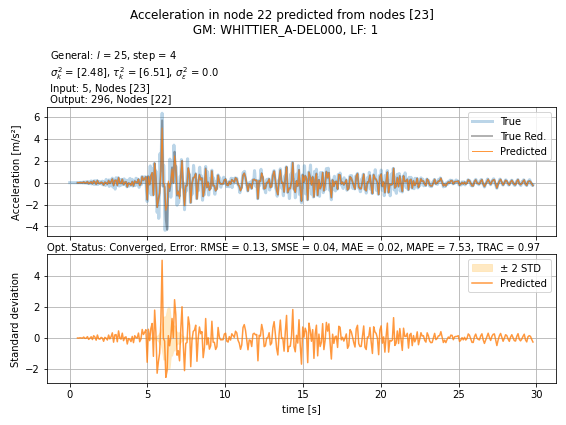 Acceleration in node 22 predicted from nodes [23]
GM: WHITTIER_A-DEL000, LF: 1
General: l = 25, step = 4
σ²ₖ = [2.48], τ²ₖ = [6.51], σ²ε = 0.0
Input: 5, Nodes [23]
Output: 296, Nodes [22]
Acceleration [m/s²]
6
4
2
0
−2
−4
True
True Red.
Predicted
Opt. Status: Converged, Error: RMSE = 0.13, SMSE = 0.04, MAE = 0.02, MAPE = 7.53, TRAC = 0.97
Standard deviation
4
2
0
−2
± 2 STD
Predicted
0 5 10 15 20 25 30
time [s]